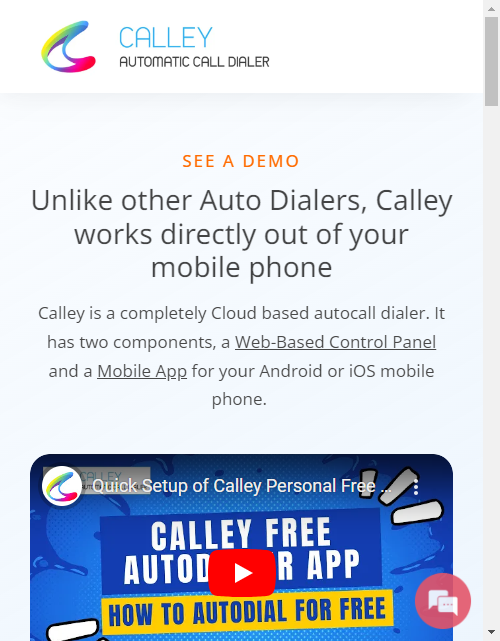 CALLEY
AUTOMATIC CALL DIALER
SEE A DEMO
Unlike other Auto Dialers, Calley
works directly out of your
mobile phone
Calley is a completely Cloud based autocall dialer. It
has two components, a Web-Based Control Panel
and a Mobile App for your Android or iOS mobile
phone.
CALLEY
Quick Setup of Calley Personal Free ...
CALLEY FREE
R APP
HOW TO AUTODIAL FOR FREE